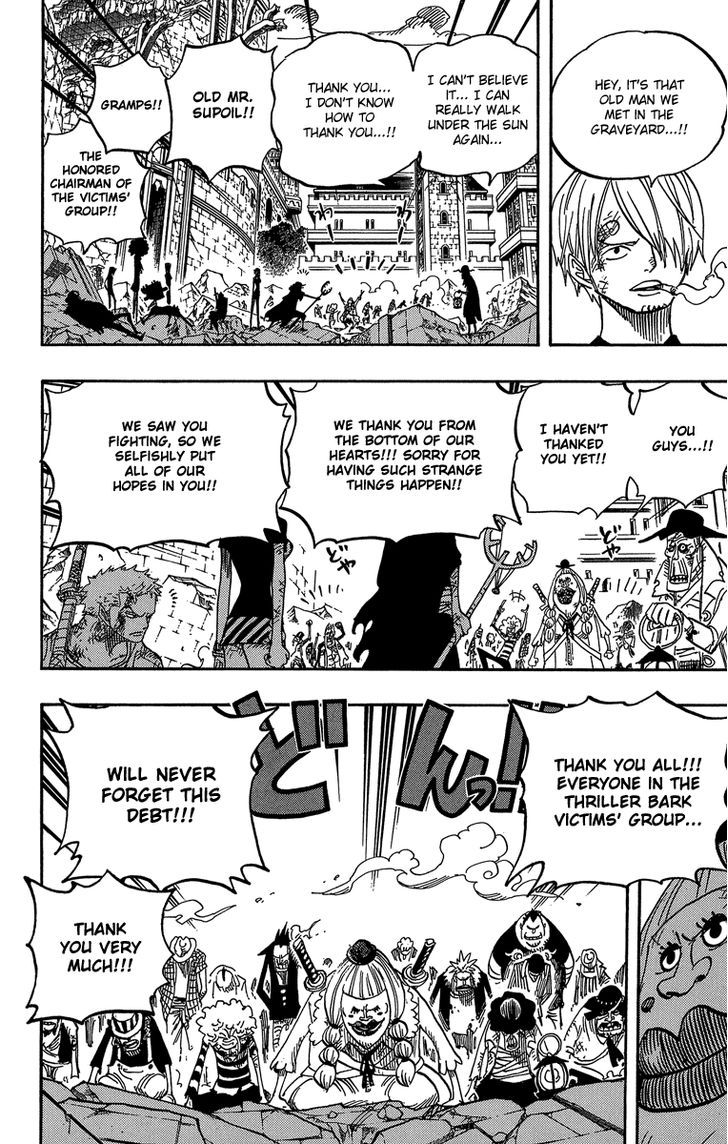 HEY, IT'S THAT
OLD MAN WE
MET IN THE
GRAVEYARD...!!
I CAN'T BELIEVE
IT... I CAN
REALLY WALK
UNDER THE SUN
AGAIN...
THANK YOU...
I DON'T KNOW
HOW TO
THANK YOU...!!
OLD MR.
SUPOIL!!
GRAMPS!!
THE
HONORED
CHAIRMAN OF
THE VICTIMS'
GROUP!!
YOU
GUYS...!!
I HAVEN'T
THANKED
YOU YET!!
WE THANK YOU FROM
THE BOTTOM OF OUR
HEARTS!!! SORRY FOR
HAVING SUCH STRANGE
THINGS HAPPEN!!
WE SAW YOU
FIGHTING, SO WE
SELFISHLY PUT
ALL OF OUR
HOPES IN YOU!!
どや
どや
THANK YOU ALL!!!
EVERYONE IN THE
THRILLER BARK
VICTIMS' GROUP...
どんっ!
WILL NEVER
FORGET THIS
DEBT!!!
THANK
YOU VERY
MUCH!!!